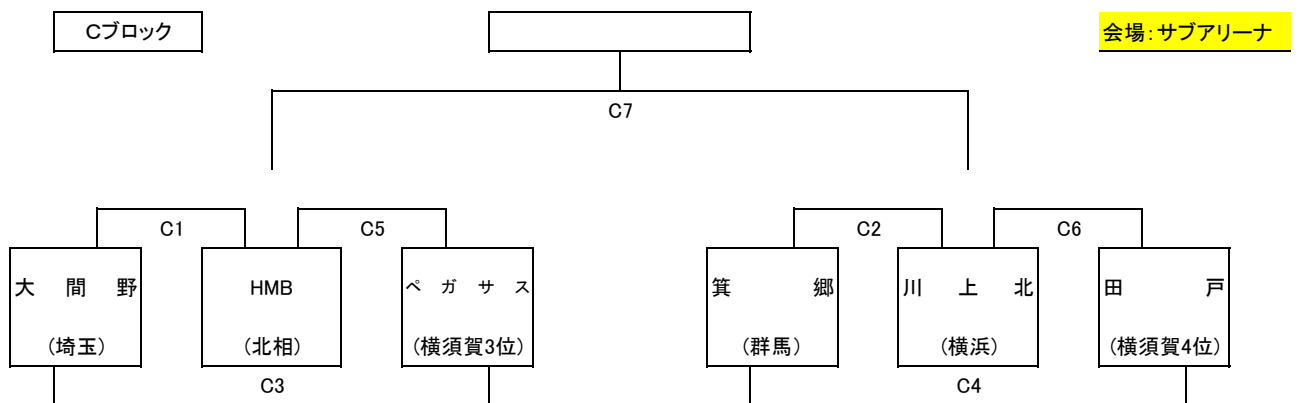 Cブロック
会場：サブアリーナ
C7
C1
C5
C2
C6
大間野
HMB
ペガサス
箕郷
川上北
田戸
(埼玉)
(北相)
(横須賀3位)
(群馬)
(横浜)
(横須賀4位)
C3
C4